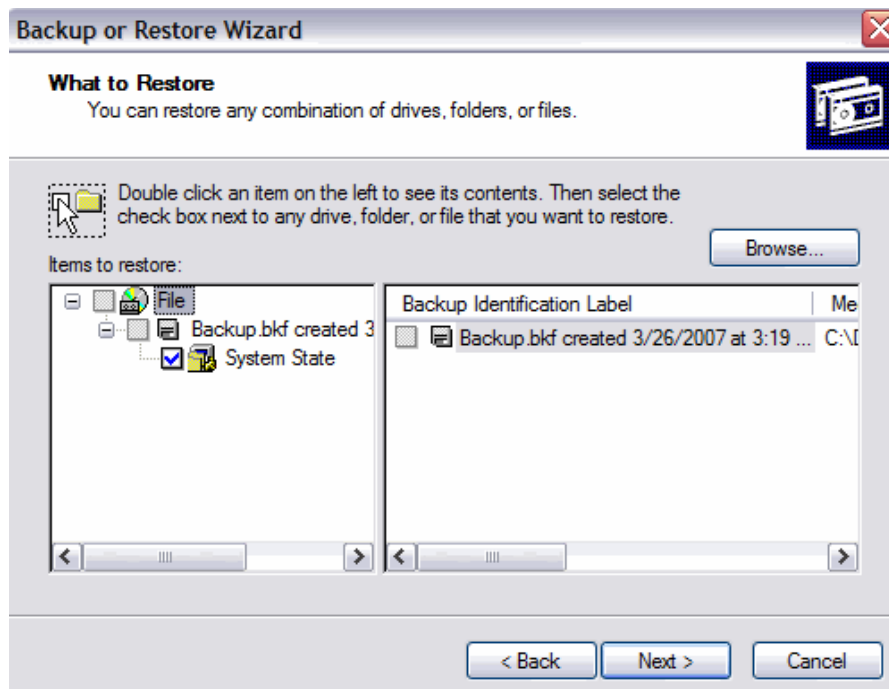 Backup or Restore Wizard
What to Restore
You can restore any combination of drives, folders, or files.
Double click an item on the left to see its contents. Then select the
check box next to any drive, folder, or file that you want to restore.
Browse...
Items to restore:
File
Backup.bkf created 3
System State
Backup Identification Label
Me
Backup.bkf created 3/26/2007 at 3:19 ...
C:\D
< Back
Next >
Cancel